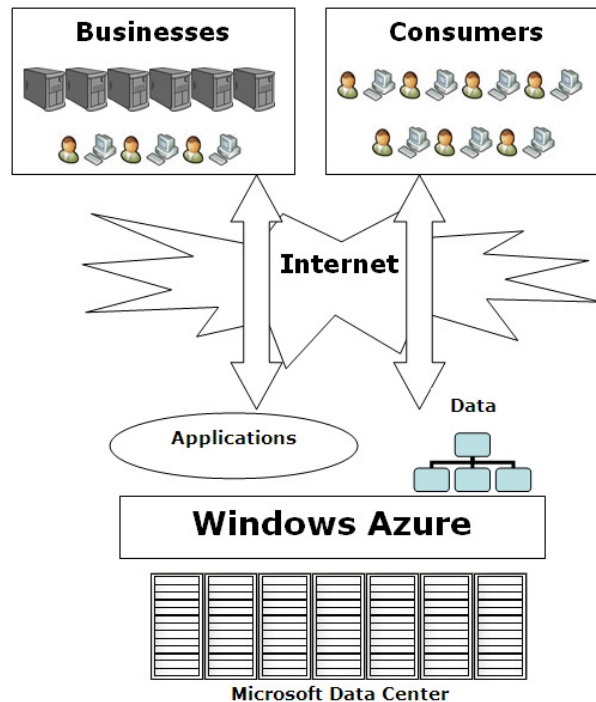 Businesses
Consumers
Internet
Data
Applications
Windows Azure
Microsoft Data Center